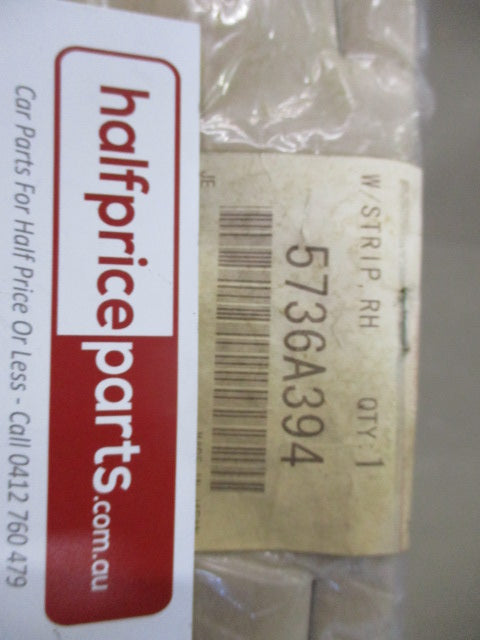 W/STRIP, RH QTY: 1
5736A394
JE
halfpriceparts.com.au
Car Parts For Half Price Or Less - Call 0412 760 479